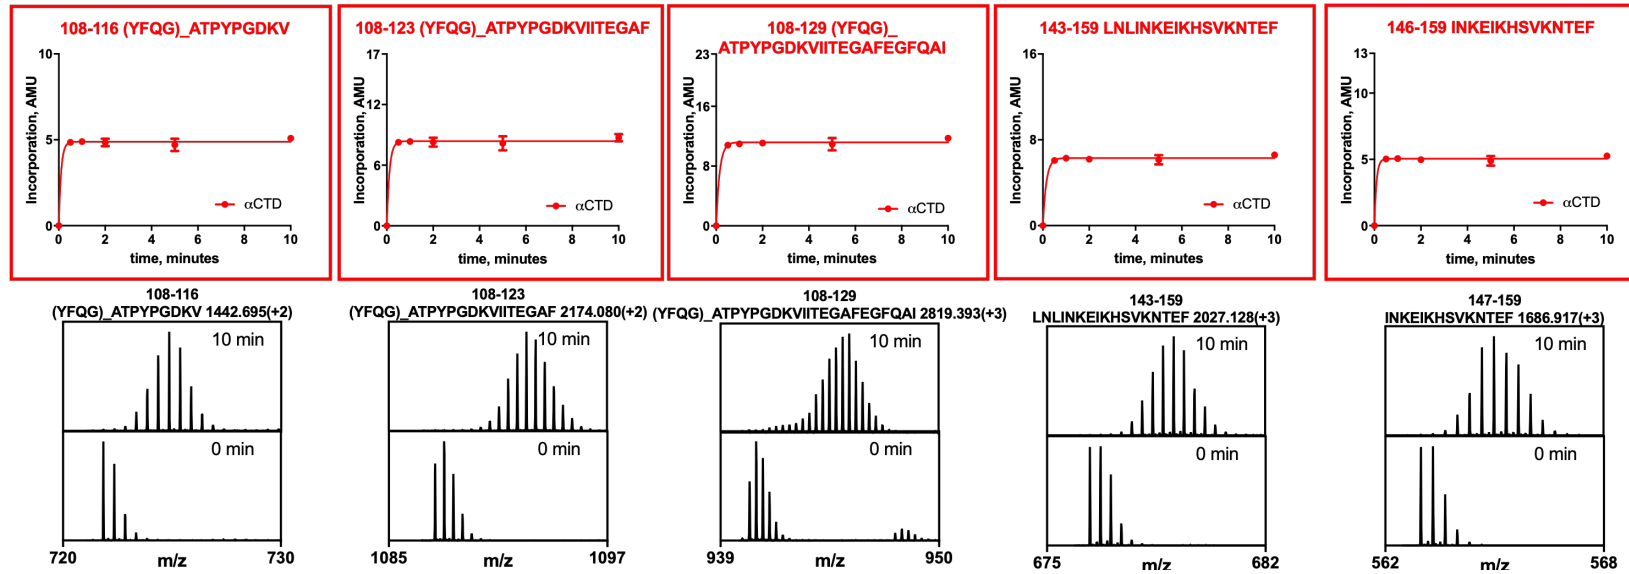 108-116 (YFQG)_ATPYPGDKV
10
5
0
Incorporation, AMU
αCTD
0 2 4 6 8 10
time, minutes
108-123 (YFQG)_ATPYPGDKVIITEGAF
17
12
6
0
Incorporation, AMU
αCTD
0 2 4 6 8 10
time, minutes
108-129 (YFQG)_
ATPYPGDKVIITEGAFEGFQAI
23
16
8
0
Incorporation, AMU
αCTD
0 2 4 6 8 10
time, minutes
143-159 LNLINKEIKHSVKNTEF
16
8
0
Incorporation, AMU
αCTD
0 2 4 6 8 10
time, minutes
146-159 INKEIKHSVKNTEF
13
10
5
0
Incorporation, AMU
αCTD
0 2 4 6 8 10
time, minutes
108-116
(YFQG)_ATPYPGDKV 1442.695(+2)
10 min
0 min
720 730
m/z
108-123
(YFQG)_ATPYPGDKVIITEGAF 2174.080(+2)
10 min
0 min
1085 1097
m/z
108-129
(YFQG)_ATPYPGDKVIITEGAFEGFQAI 2819.393(+3)
10 min
0 min
939 950
m/z
143-159
LNLINKEIKHSVKNTEF 2027.128(+3)
10 min
0 min
675 682
m/z
147-159
INKEIKHSVKNTEF 1686.917(+3)
10 min
0 min
562 568
m/z